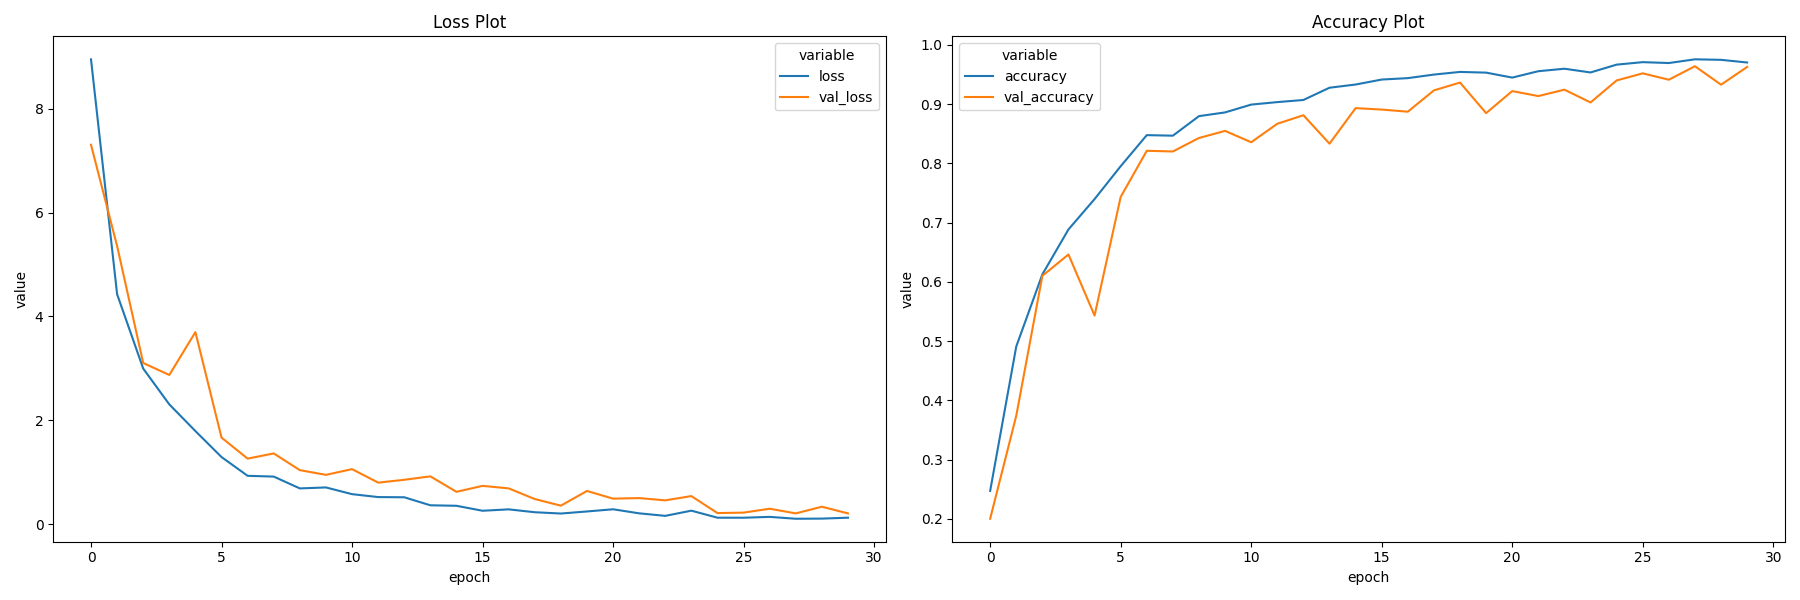 Loss Plot
variable
loss
val_loss
value
8
6
4
2
0
0 5 10 15 20 25 30
epoch
Accuracy Plot
variable
accuracy
val_accuracy
value
1.0
0.9
0.8
0.7
0.6
0.5
0.4
0.3
0.2
0 5 10 15 20 25 30
epoch